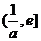 (1/a, e]